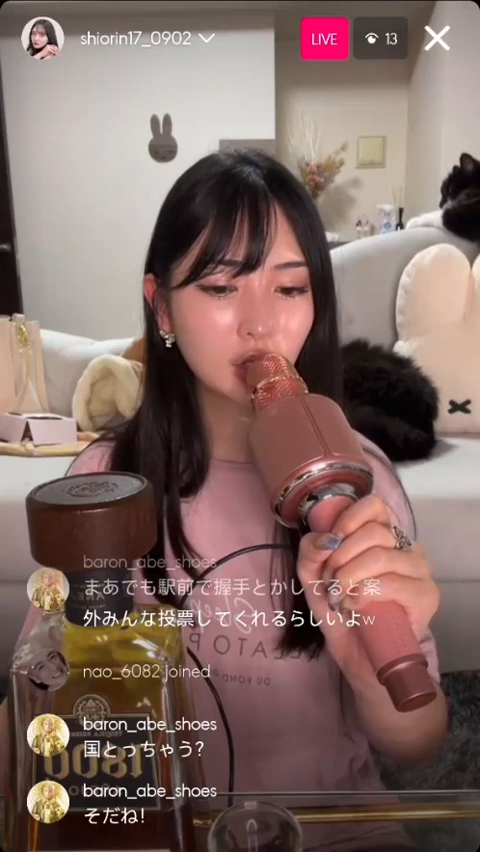 shiorin17_0902
LIVE
13
baron_abe_shoes
まあでも駅前で握手とかしてると案
外みんな投票してくれるらしいよw
nao_6082 joined
baron_abe_shoes
国とっちゃう?
baron_abe_shoes
そだね!
1800